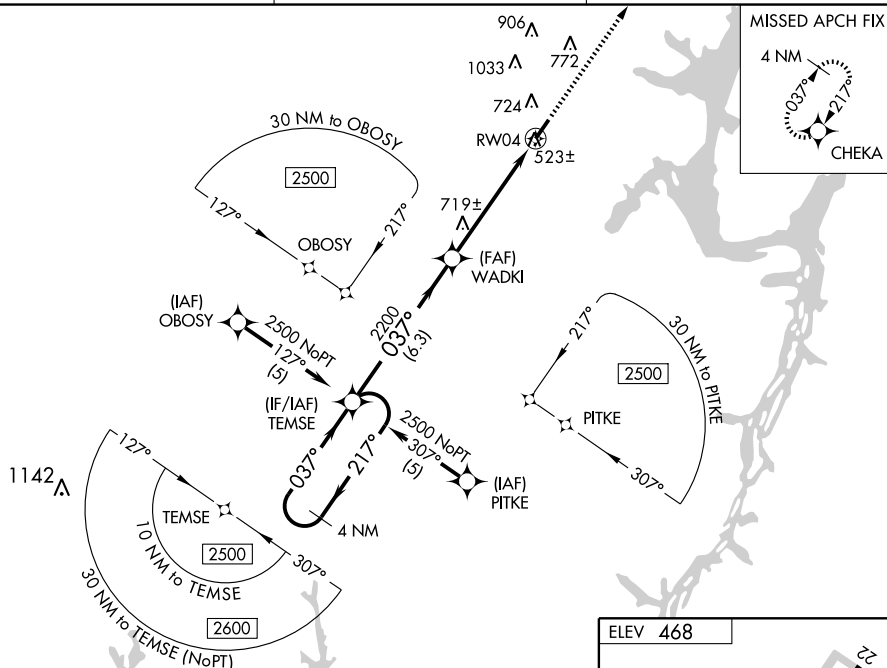 MISSED APCH FIX
4 NM
037°
217°
CHEKA
906
772
1033
724
RW04
523±
30 NM to OBOSY
2500
127°
217°
OBOSY
719±
(FAF)
WADKI
(IAF)
OBOSY
2500 NoPT
127°
(5)
2200
037°
(6.3)
217°
30 NM to PITKE
2500
PITKE
307°
(IF/IAF)
TEMSE
2500 NoPT
307°
(5)
037°
217°
(IAF)
PITKE
4 NM
1142
127°
TEMSE
2500
10 NM to TEMSE
307°
2600
30 NM to TEMSE (NoPT)
ELEV 468
22